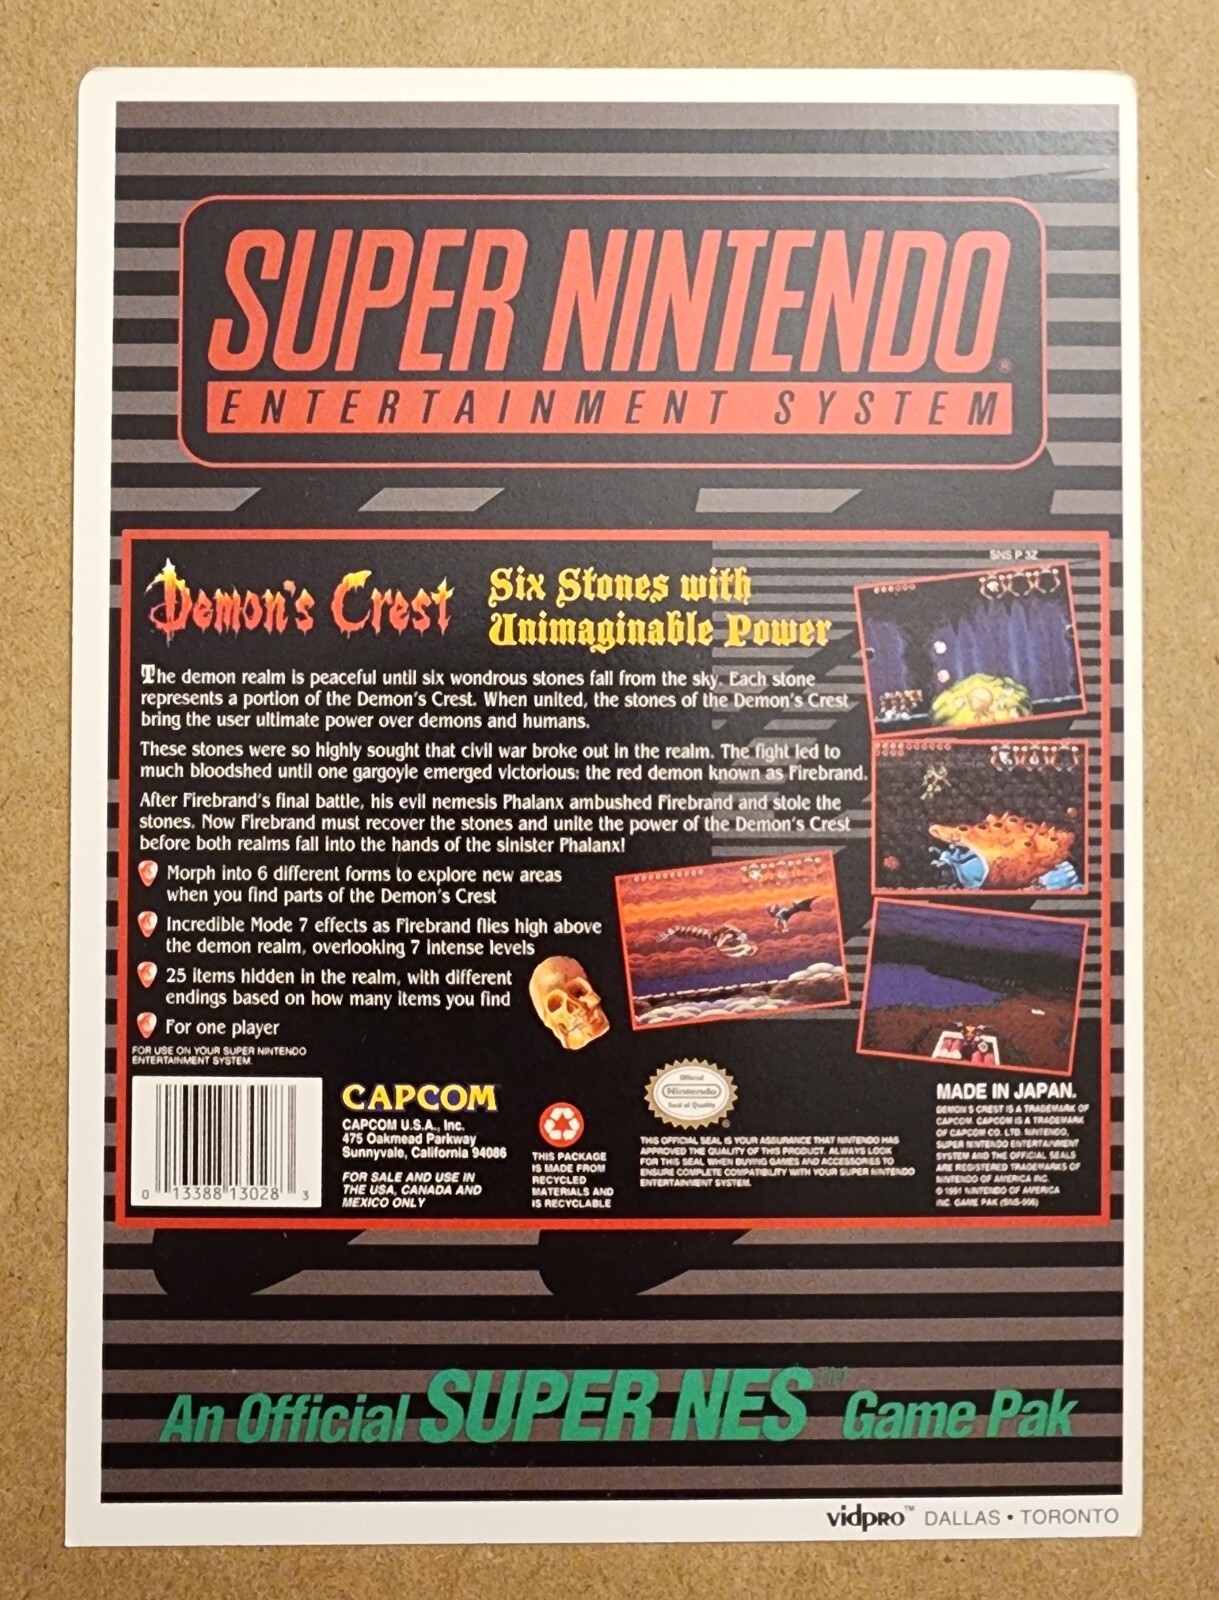 SUPER NINTENDO®
ENTERTAINMENT SYSTEM
SNS P 3Z
Demon's Crest
Six Stones with
Unimaginable Power
The demon realm is peaceful until six wondrous stones fall from the sky. Each stone
represents a portion of the Demon's Crest. When united, the stones of the Demon's Crest
bring the user ultimate power over demons and humans.
These stones were so highly sought that civil war broke out in the realm. The fight led to
much bloodshed until one gargoyle emerged victorious: the red demon known as Firebrand.
After Firebrand's final battle, his evil nemesis Phalanx ambushed Firebrand and stole the
stones. Now Firebrand must recover the stones and unite the power of the Demon's Crest
before both realms fall into the hands of the sinister Phalanx!
Morph into 6 different forms to explore new areas
when you find parts of the Demon's Crest
Incredible Mode 7 effects as Firebrand flies high above
the demon realm, overlooking 7 intense levels
25 items hidden in the realm, with different
endings based on how many items you find
For one player
FOR USE ON YOUR SUPER NINTENDO
ENTERTAINMENT SYSTEM.
0 13388 13028 3
CAPCOM
CAPCOM U.S.A., Inc.
475 Oakmead Parkway
Sunnyvale, California 94086
FOR SALE AND USE IN
THE USA, CANADA AND
MEXICO ONLY
THIS PACKAGE
IS MADE FROM
RECYCLED
MATERIALS AND
IS RECYCLABLE
Official
Nintendo
Seal of Quality
THIS OFFICIAL SEAL IS YOUR ASSURANCE THAT NINTENDO HAS
APPROVED THE QUALITY OF THIS PRODUCT. ALWAYS LOOK
FOR THIS SEAL WHEN BUYING GAMES AND ACCESSORIES TO
ENSURE COMPLETE COMPATIBILITY WITH YOUR SUPER NINTENDO
ENTERTAINMENT SYSTEM.
MADE IN JAPAN.
DEMON'S CREST IS A TRADEMARK OF
CAPCOM. CAPCOM IS A TRADEMARK
OF CAPCOM CO. LTD. NINTENDO,
SUPER NINTENDO ENTERTAINMENT
SYSTEM AND THE OFFICIAL SEALS
ARE REGISTERED TRADEMARKS OF
NINTENDO OF AMERICA INC.
© 1991 NINTENDO OF AMERICA
INC. GAME PAK (SNS-006)
An Official SUPER NES™ Game Pak
vidpro™ DALLAS • TORONTO